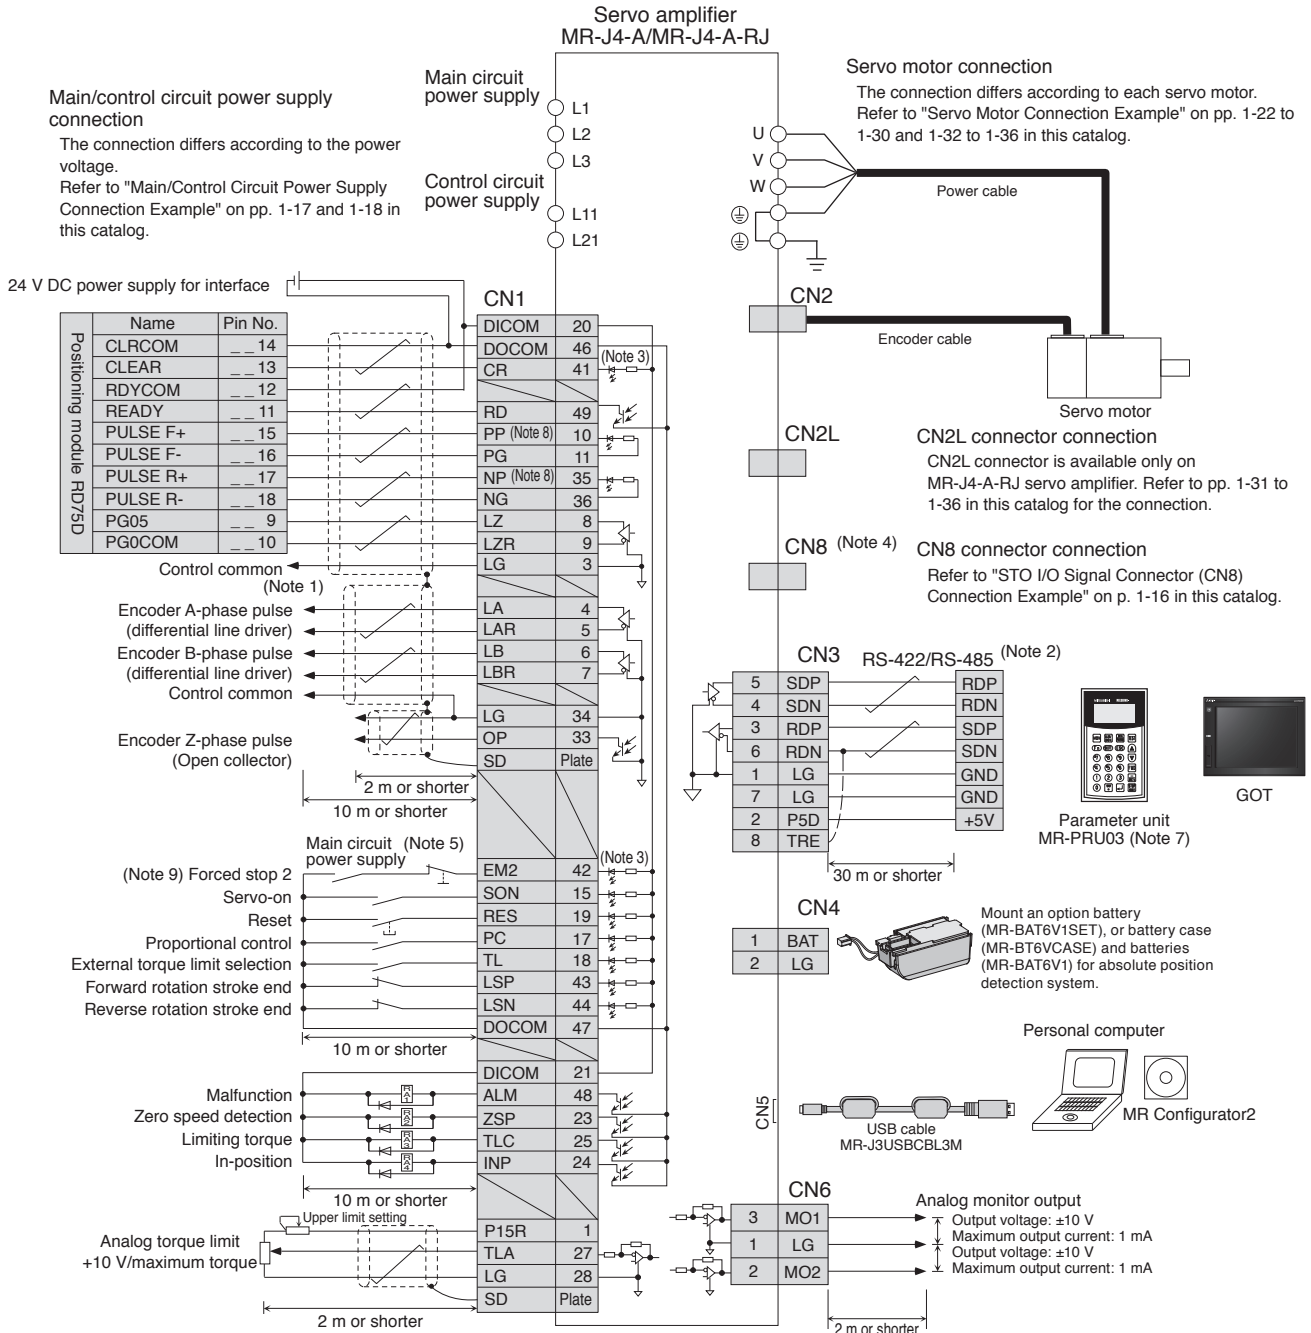 Servo amplifier
MR-J4-A/MR-J4-A-RJ
Main/control circuit power supply
connection
The connection differs according to the power
voltage.
Refer to "Main/Control Circuit Power Supply
Connection Example" on pp. 1-17 and 1-18 in
this catalog.
Main circuit
power supply
L1
L2
L3
Control circuit
power supply
L11
L21
Servo motor connection
The connection differs according to each servo motor.
Refer to "Servo Motor Connection Example" on pp. 1-22 to
1-30 and 1-32 to 1-36 in this catalog.
U
V
W
Power cable
CN2
Encoder cable
Servo motor
24 V DC power supply for interface
Positioning module RD75D
Name Pin No.
CLRCOM _ _ 14
CLEAR _ _ 13
RDYCOM _ _ 12
READY _ _ 11
PULSE F+ _ _ 15
PULSE F- _ _ 16
PULSE R+ _ _ 17
PULSE R- _ _ 18
PG05 _ _ 9
PG0COM _ _ 10
Control common
(Note 1)
Encoder A-phase pulse
(differential line driver)
Encoder B-phase pulse
(differential line driver)
Control common
Encoder Z-phase pulse
(Open collector)
2 m or shorter
10 m or shorter
CN1
DICOM 20
DOCOM 46
CR 41
(Note 3)
RD 49
PP (Note 8) 10
PG 11
NP (Note 8) 35
NG 36
LZ 8
LZR 9
LG 3
LA 4
LAR 5
LB 6
LBR 7
LG 34
OP 33
SD Plate
Main circuit (Note 5)
power supply
(Note 9) Forced stop 2
Servo-on
Reset
Proportional control
External torque limit selection
Forward rotation stroke end
Reverse rotation stroke end
10 m or shorter
(Note 3)
EM2 42
SON 15
RES 19
PC 17
TL 18
LSP 43
LSN 44
DOCOM 47
DICOM 21
ALM 48
ZSP 23
TLC 25
INP 24
Malfunction
RA1
Zero speed detection
RA2
Limiting torque
RA3
In-position
RA4
10 m or shorter
Upper limit setting
Analog torque limit
+10 V/maximum torque
2 m or shorter
P15R 1
TLA 27
LG 28
SD Plate
CN2L
CN2L connector connection
CN2L connector is available only on
MR-J4-A-RJ servo amplifier. Refer to pp. 1-31 to
1-36 in this catalog for the connection.
CN8 (Note 4)
CN8 connector connection
Refer to "STO I/O Signal Connector (CN8)
Connection Example" on p. 1-16 in this catalog.
CN3
RS-422/RS-485 (Note 2)
5 SDP RDP
4 SDN RDN
3 RDP SDP
6 RDN SDN
1 LG GND
7 LG GND
2 P5D +5V
8 TRE
30 m or shorter
Parameter unit
MR-PRU03 (Note 7)
GOT
CN4
1 BAT
2 LG
Mount an option battery
(MR-BAT6V1SET), or battery case
(MR-BT6VCASE) and batteries
(MR-BAT6V1) for absolute position
detection system.
Personal computer
CN5
USB cable
MR-J3USBCBL3M
MR Configurator2
CN6
3 MO1
1 LG
2 MO2
Analog monitor output
Output voltage: ±10 V
Maximum output current: 1 mA
Output voltage: ±10 V
Maximum output current: 1 mA
2 m or shorter